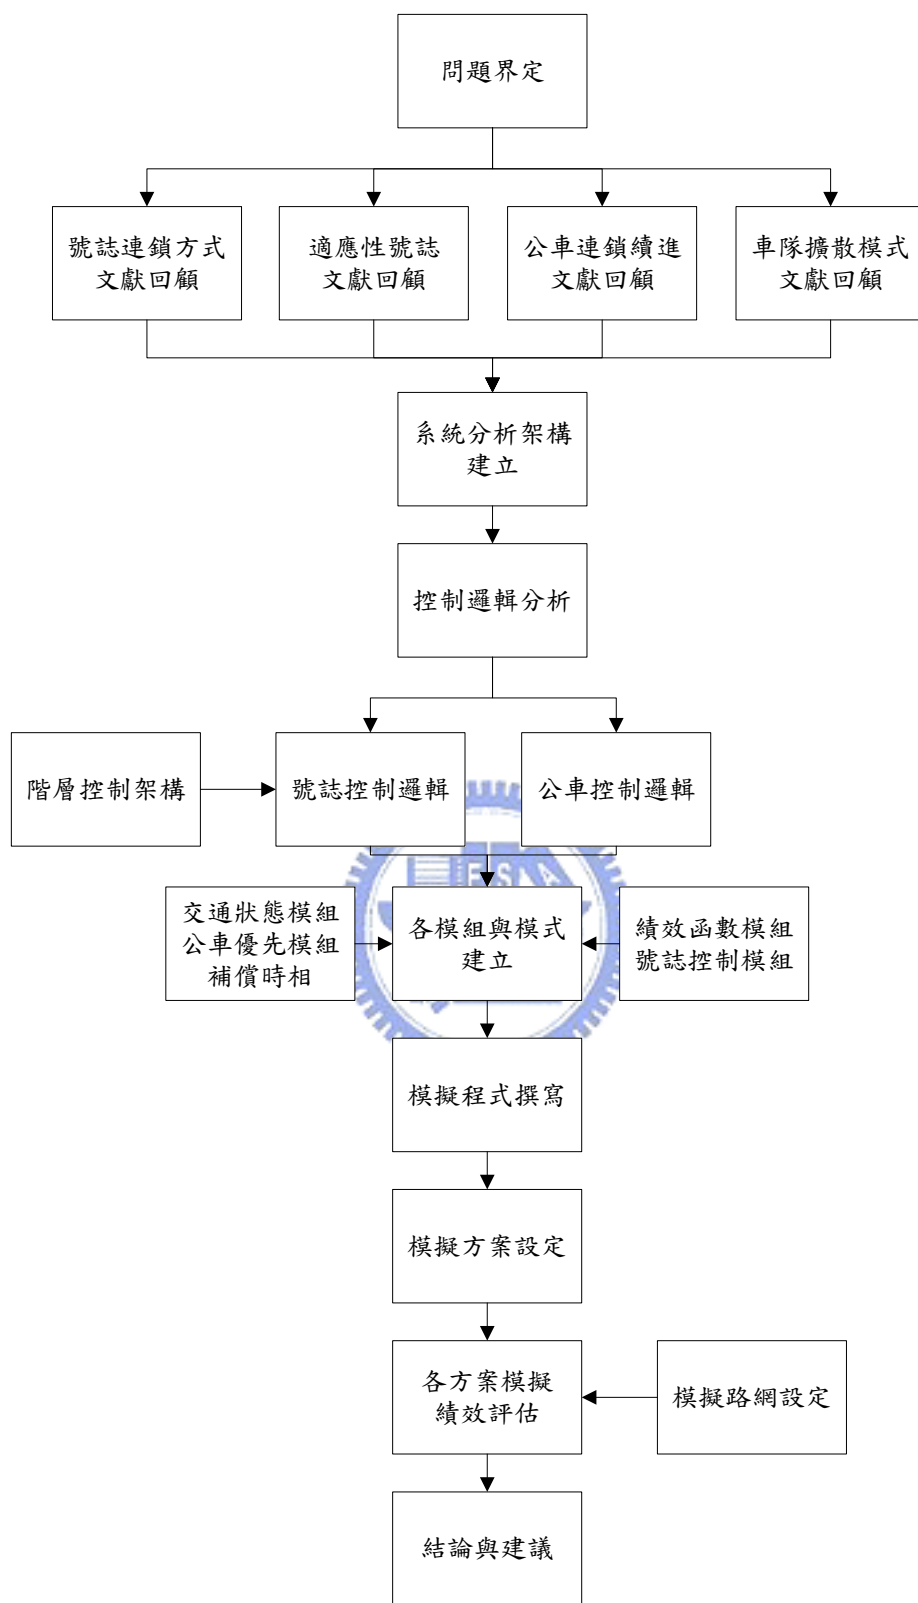 問題界定
號誌連鎖方式
文獻回顧
適應性號誌
文獻回顧
公車連鎖續進
文獻回顧
車隊擴散模式
文獻回顧
系統分析架構
建立
控制邏輯分析
階層控制架構
號誌控制邏輯
公車控制邏輯
交通狀態模組
公車優先模組
補償時相
各模組與模式
建立
績效函數模組
號誌控制模組
模擬程式撰寫
模擬方案設定
各方案模擬
績效評估
模擬路網設定
結論與建議